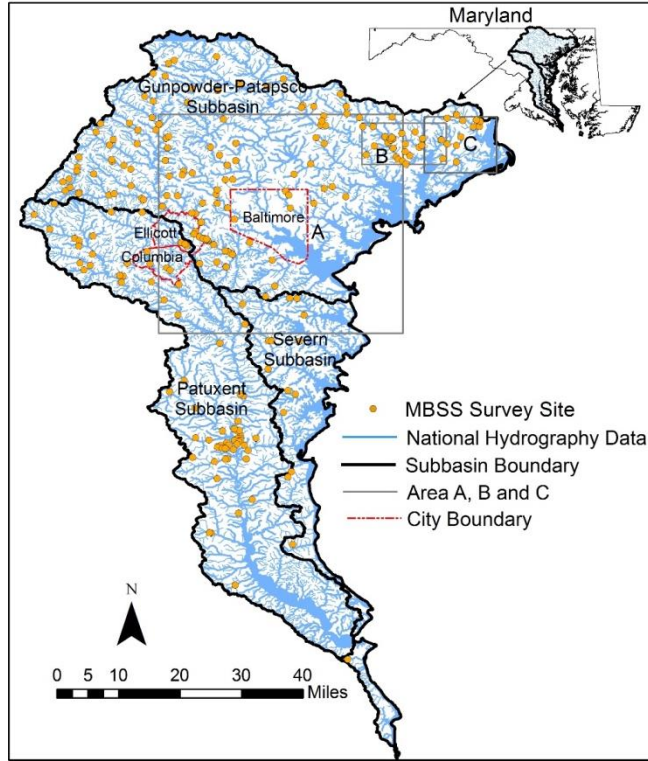 Maryland
Gunpowder-Patapsco
Subbasin
B
C
Baltimore
A
Ellicott
Columbia
Severn
Subbasin
Patuxent
Subbasin
MBSS Survey Site
National Hydrography Data
Subbasin Boundary
Area A, B and C
City Boundary
N
0 5 10 20 30 40
Miles